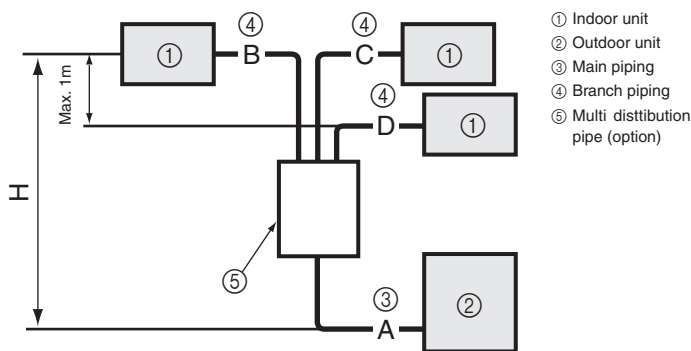 ④
④
①
B
C
①
Max. 1m
④
D
①
H
⑤
③
A
②
① Indoor unit
② Outdoor unit
③ Main piping
④ Branch piping
⑤ Multi disttibution
pipe (option)